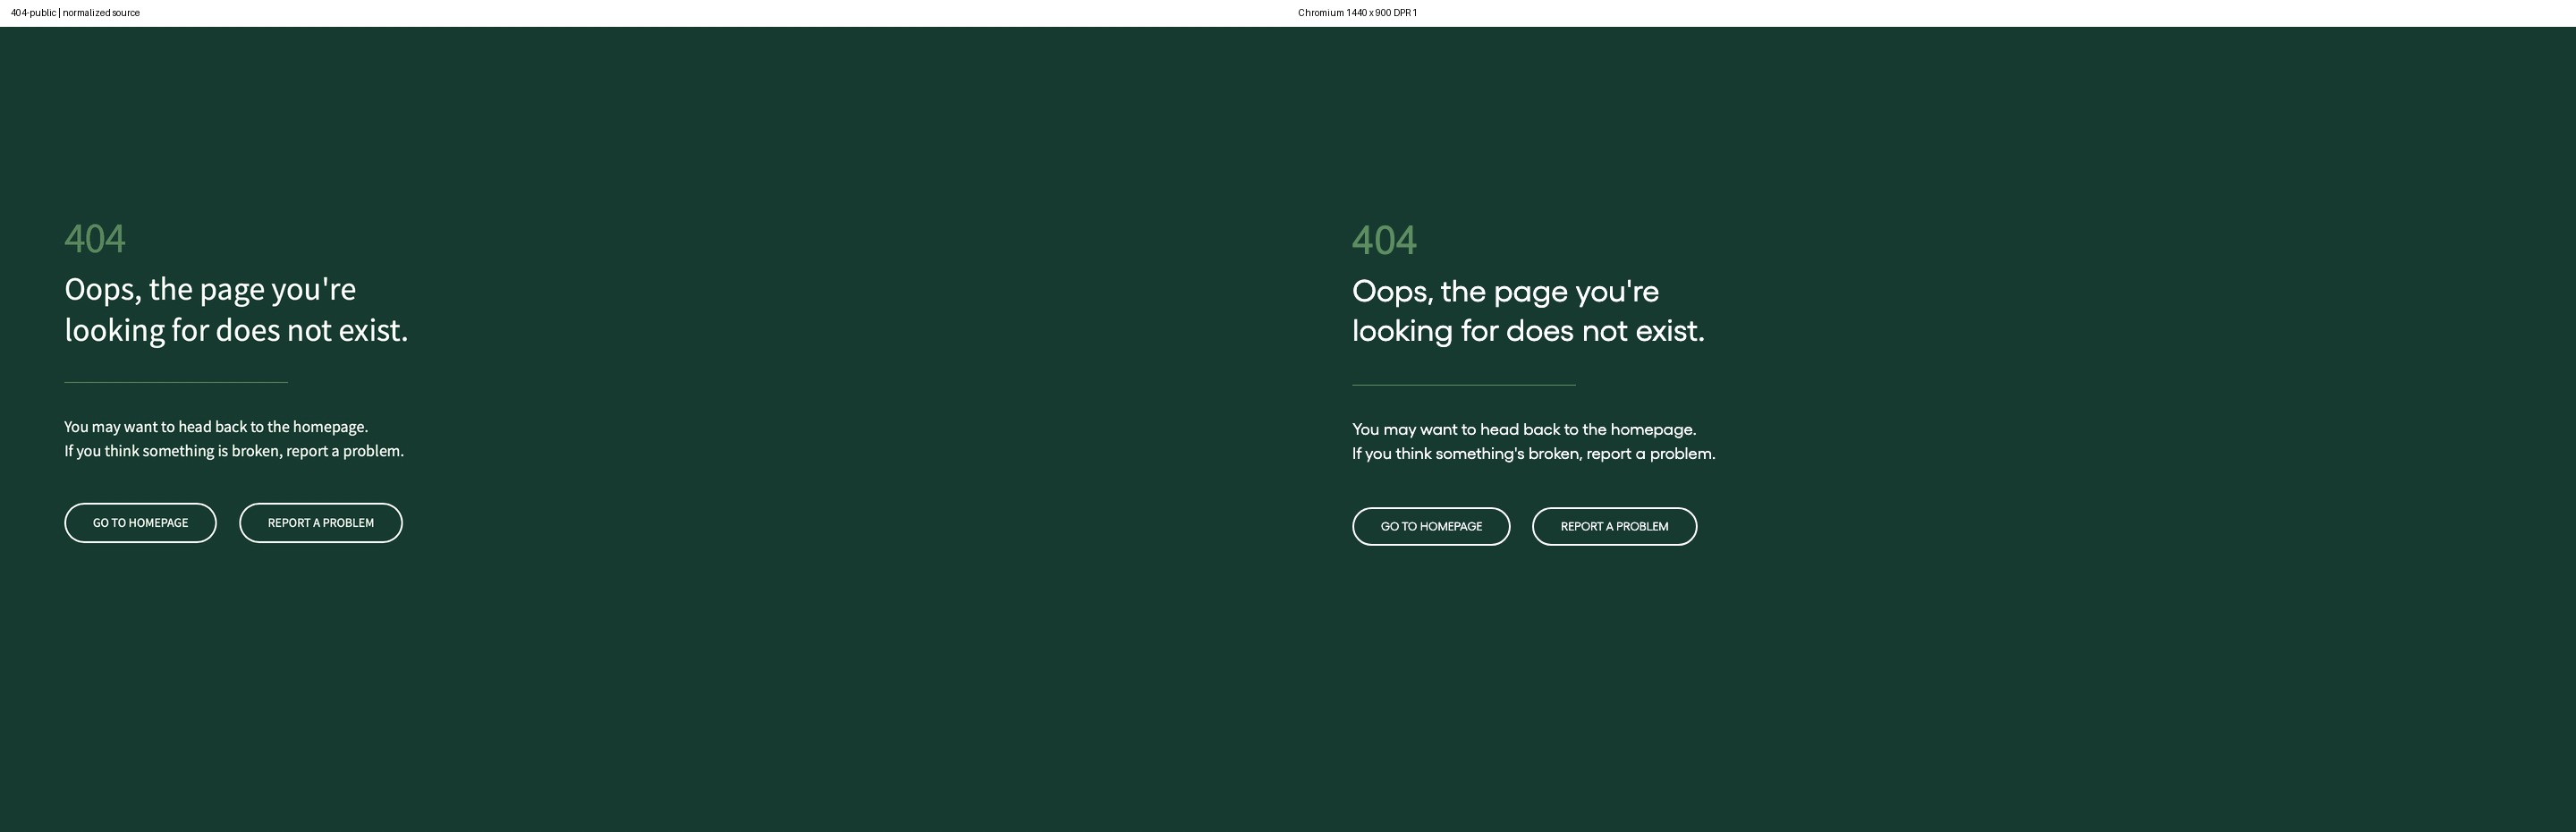 404-public | normalized source
Chromium 1440 x 900 DPR 1
404
Oops, the page you're
looking for does not exist.
You may want to head back to the homepage.
If you think something is broken, report a problem.
GO TO HOMEPAGE
REPORT A PROBLEM
404
Oops, the page you're
looking for does not exist.
You may want to head back to the homepage.
If you think something's broken, report a problem.
GO TO HOMEPAGE
REPORT A PROBLEM